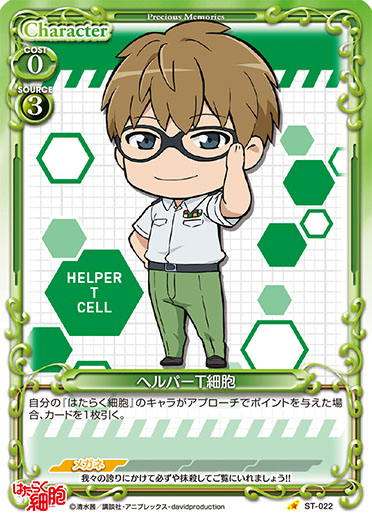 Precious Memories
Character
COST
0
SOURCE
3
HELPER
T
CELL
ヘルパーT細胞
自分の『はたらく細胞』のキャラがアプローチでポイントを与えた場
合、カードを1枚引く。
メガネ
我々の誇りにかけて必ずや抹殺してご覧にいれましょう!!
はたらく
細胞
©清水茜／講談社・アニプレックス・davidproduction
ST-022